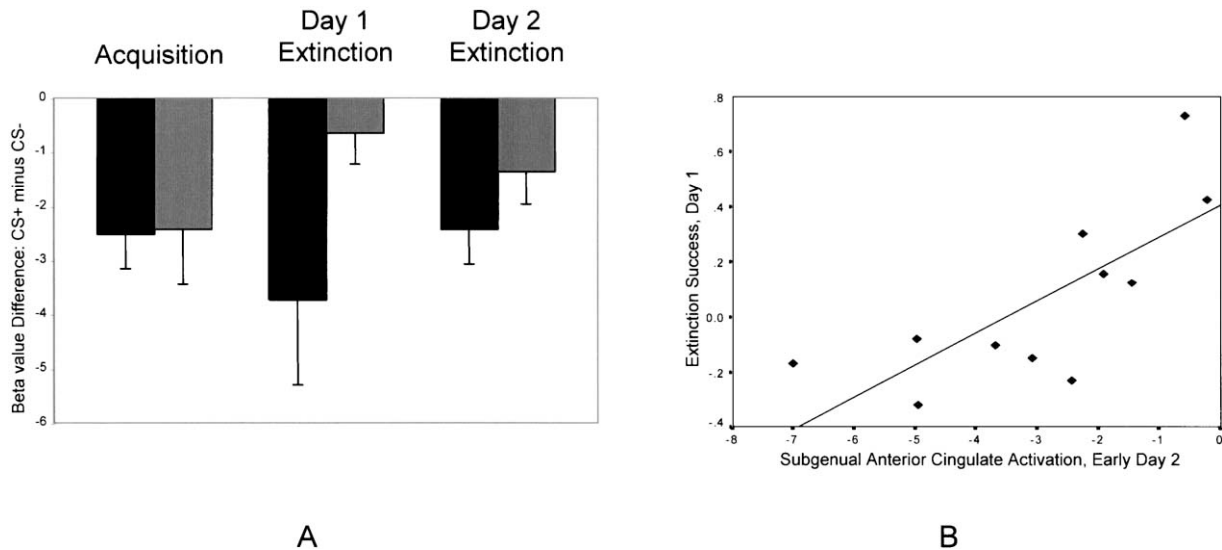 Acquisition
Day 1
Extinction
Day 2
Extinction
Beta value Difference: CS+ minus CS-
0
-1
-2
-3
-4
-5
-6
A
Extinction Success, Day 1
.8
.6
.4
.2
0.0
-.2
-.4
-8 -7 -6 -5 -4 -3 -2 -1 0
Subgenual Anterior Cingulate Activation, Early Day 2
B